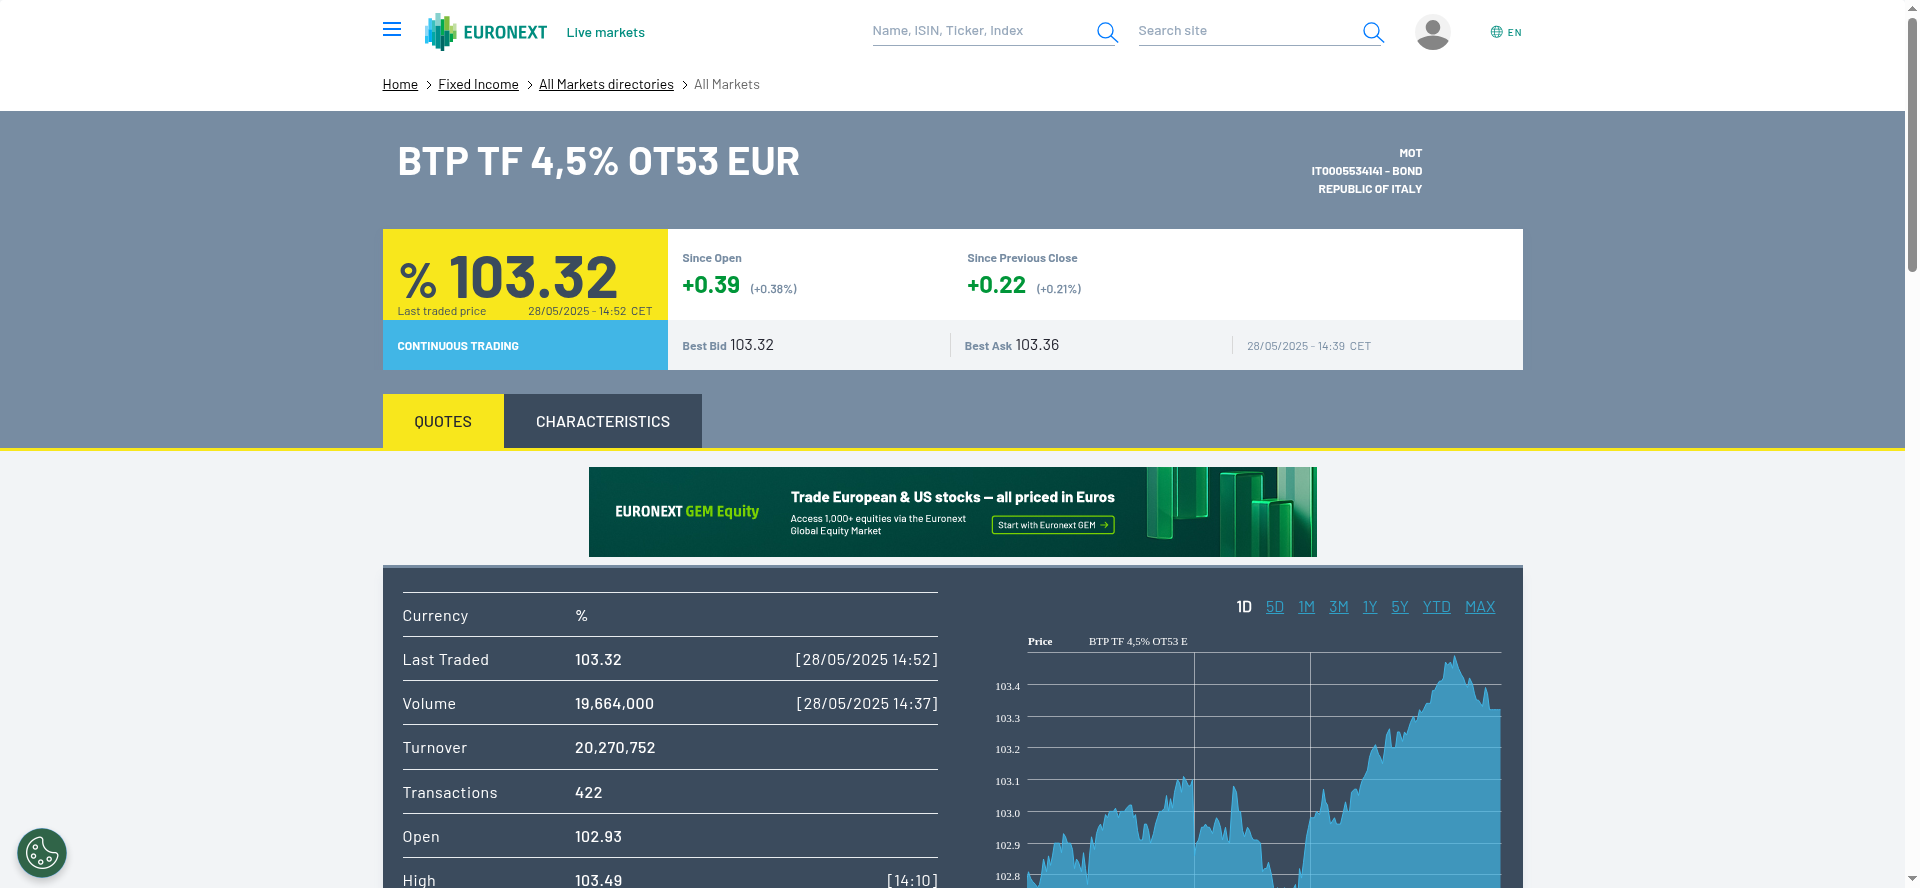 EURONEXT Live markets Name, ISIN, Ticker, Index Search site EN
Home > Fixed Income > All Markets directories > All Markets
BTP TF 4,5% OT53 EUR
MOT
IT0005534141 - BOND
REPUBLIC OF ITALY
% 103.32
Last traded price 28/05/2025 - 14:52 CET
Since Open
+0.39 (+0.38%)
Since Previous Close
+0.22 (+0.21%)
CONTINUOUS TRADING
Best Bid 103.32
Best Ask 103.36
28/05/2025 - 14:39 CET
QUOTES CHARACTERISTICS
EURONEXT GEM Equity
Trade European & US stocks – all priced in Euros
Access 1,000+ equities via the Euronext
Global Equity Market
Start with Euronext GEM →
Currency %
Last Traded 103.32 [28/05/2025 14:52]
Volume 19,664,000 [28/05/2025 14:37]
Turnover 20,270,752
Transactions 422
Open 102.93
High 103.49 [14:10]
1D 5D 1M 3M 1Y 5Y YTD MAX
Price BTP TF 4,5% OT53 E
103.4
103.3
103.2
103.1
103.0
102.9
102.8